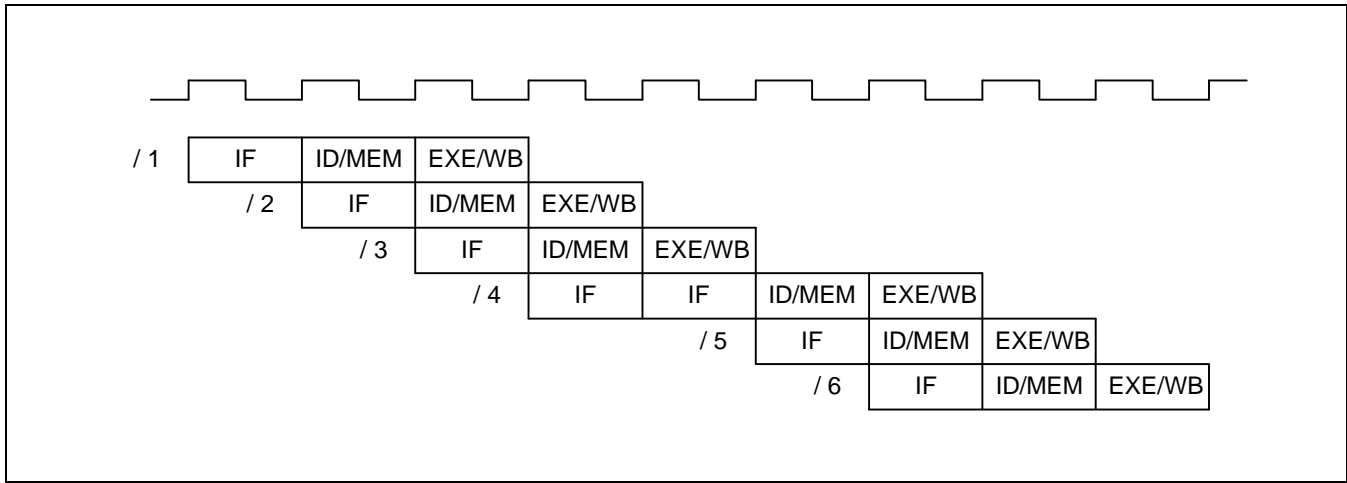 / 1 IF ID/MEM EXE/WB
/ 2 IF ID/MEM EXE/WB
/ 3 IF ID/MEM EXE/WB
/ 4 IF IF ID/MEM EXE/WB
/ 5 IF ID/MEM EXE/WB
/ 6 IF ID/MEM EXE/WB